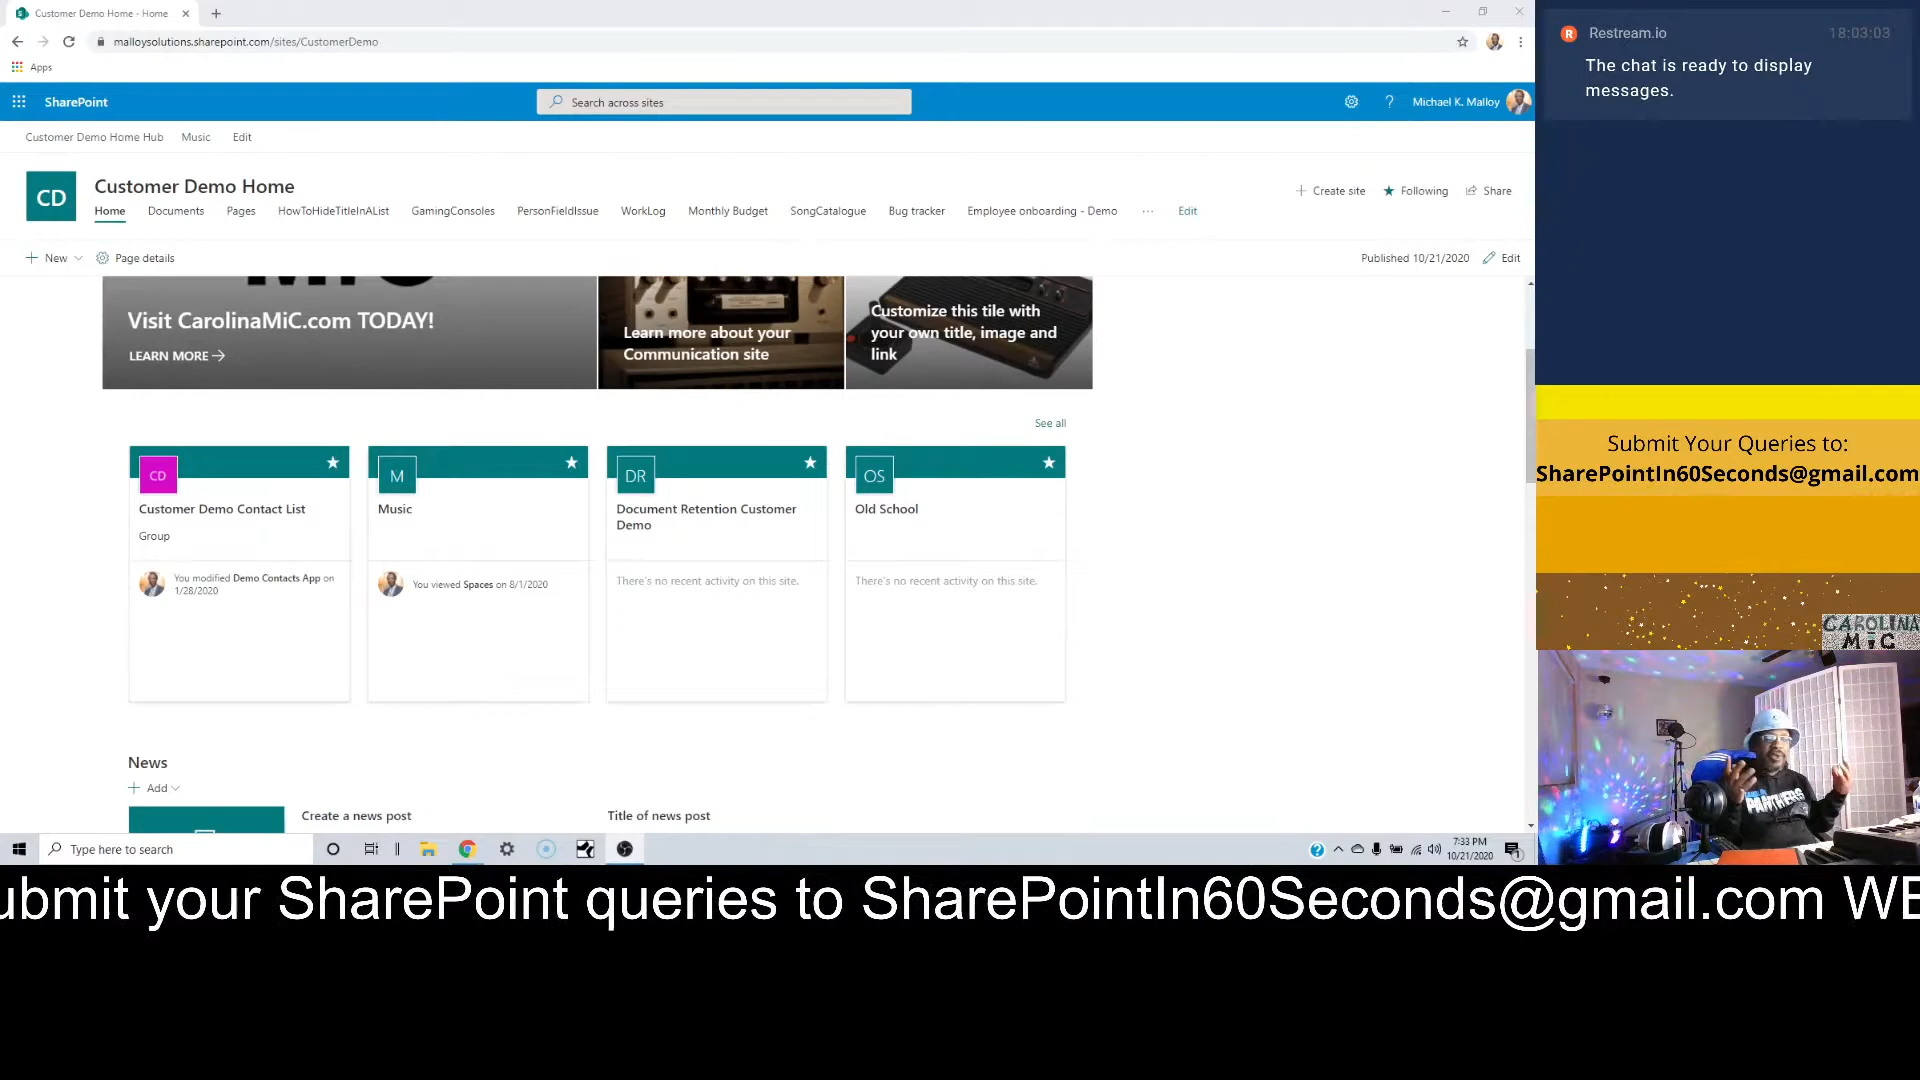 Customer Demo Home - Home
malloysolutions.sharepoint.com/sites/CustomerDemo
Apps
SharePoint
Search across sites
Michael K. Malloy
Customer Demo Home Hub Music Edit
CD
Customer Demo Home
Create site Following Share
Home Documents Pages HowToHideTitleInAList GamingConsoles PersonFieldIssue WorkLog Monthly Budget SongCatalogue Bug tracker Employee onboarding - Demo ... Edit
New Page details
Published 10/21/2020 Edit
Visit CarolinaMiC.com TODAY!
LEARN MORE
Learn more about your
Communication site
Customize this tile with
your own title, image and
link
See all
CD
Customer Demo Contact List
Group
You modified Demo Contacts App on
1/28/2020
M
Music
You viewed Spaces on 8/1/2020
DR
Document Retention Customer
Demo
There's no recent activity on this site.
OS
Old School
There's no recent activity on this site.
News
Add
Create a news post
Title of news post
Type here to search
7:33 PM
10/21/2020
1
R
Restream.io 18:03:03
The chat is ready to display
messages.
Submit Your Queries to:
SharePointIn60Seconds@gmail.com
CAROLINA
MiC
PANTHERS
ubmit your SharePoint queries to SharePointIn60Seconds@gmail.com WE